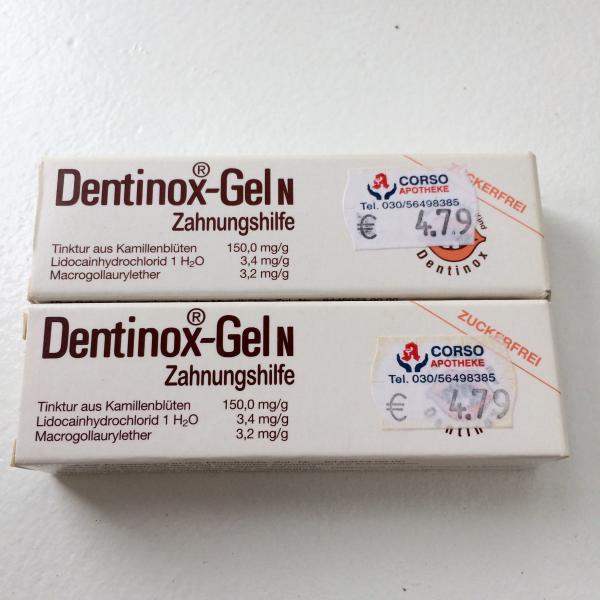 Dentinox®-Gel N
Zahnungshilfe
Tinktur aus Kamillenblüten 150,0 mg/g
Lidocainhydrochlorid 1 H2O 3,4 mg/g
Macrogollaurylether 3,2 mg/g
CORSO
APOTHEKE
Tel. 030/56498385
€ 4.79
ZUCKERFREI
Dentinox
Dentinox®-Gel N
Zahnungshilfe
Tinktur aus Kamillenblüten 150,0 mg/g
Lidocainhydrochlorid 1 H2O 3,4 mg/g
Macrogollaurylether 3,2 mg/g
CORSO
APOTHEKE
Tel. 030/56498385
€ 4.79
ZUCKERFREI